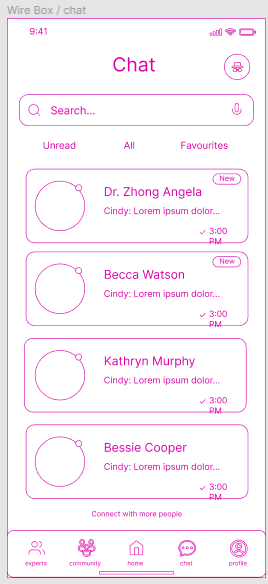 Wire Box / chat
9:41
Chat
Search...
Unread All Favourites
New
Dr. Zhong Angela
Cindy: Lorem ipsum dolor...
3:00
PM
New
Becca Watson
Cindy: Lorem ipsum dolor...
3:00
PM
Kathryn Murphy
Cindy: Lorem ipsum dolor...
3:00
PM
Bessie Cooper
Cindy: Lorem ipsum dolor...
3:00
PM
Connect with more people
experts community home chat profile